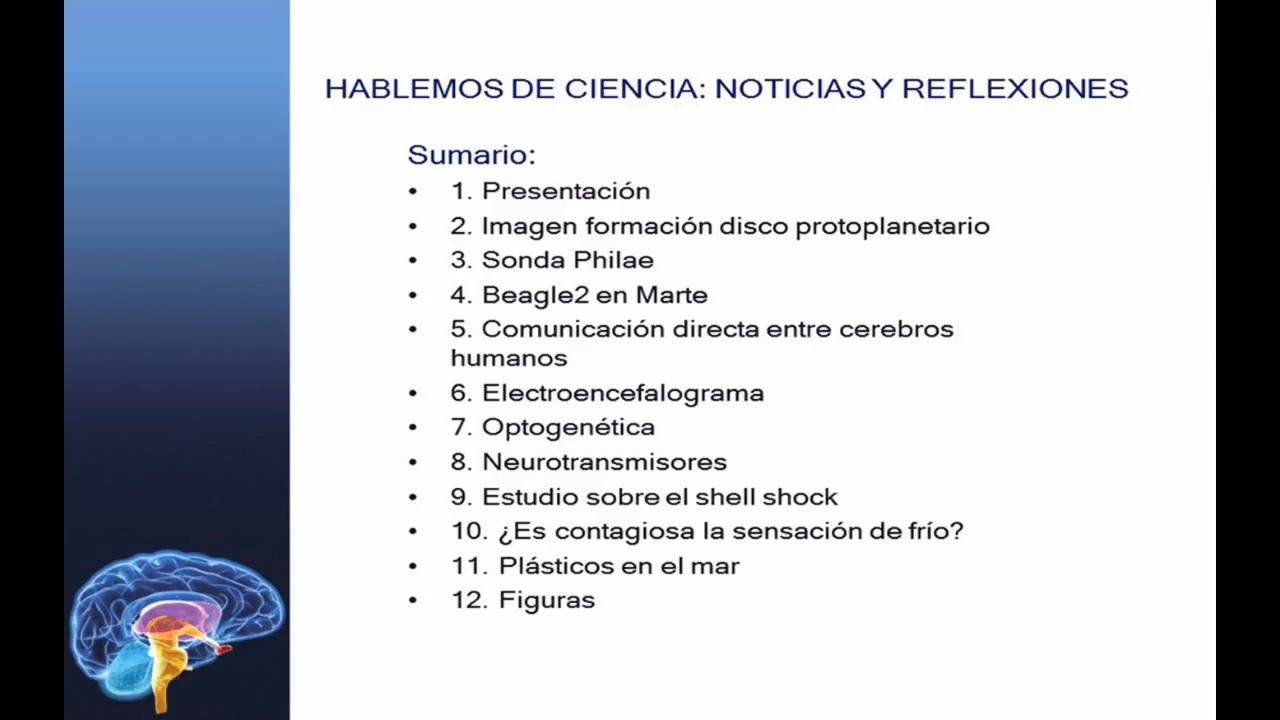 HABLEMOS DE CIENCIA: NOTICIAS Y REFLEXIONES
Sumario:
• 1. Presentación
• 2. Imagen formación disco protoplanetario
• 3. Sonda Philae
• 4. Beagle2 en Marte
• 5. Comunicación directa entre cerebros
humanos
• 6. Electroencefalograma
• 7. Optogenética
• 8. Neurotransmisores
• 9. Estudio sobre el shell shock
• 10. ¿Es contagiosa la sensación de frío?
• 11. Plásticos en el mar
• 12. Figuras